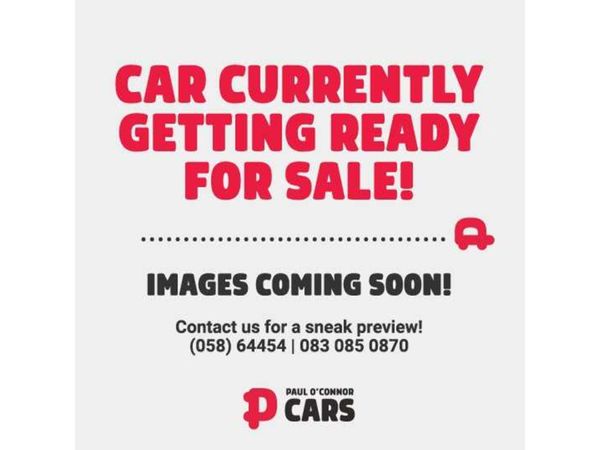 CAR CURRENTLY
GETTING READY
FOR SALE!
IMAGES COMING SOON!
Contact us for a sneak preview!
(058) 64454 | 083 085 0870
PAUL O'CONNOR
CARS